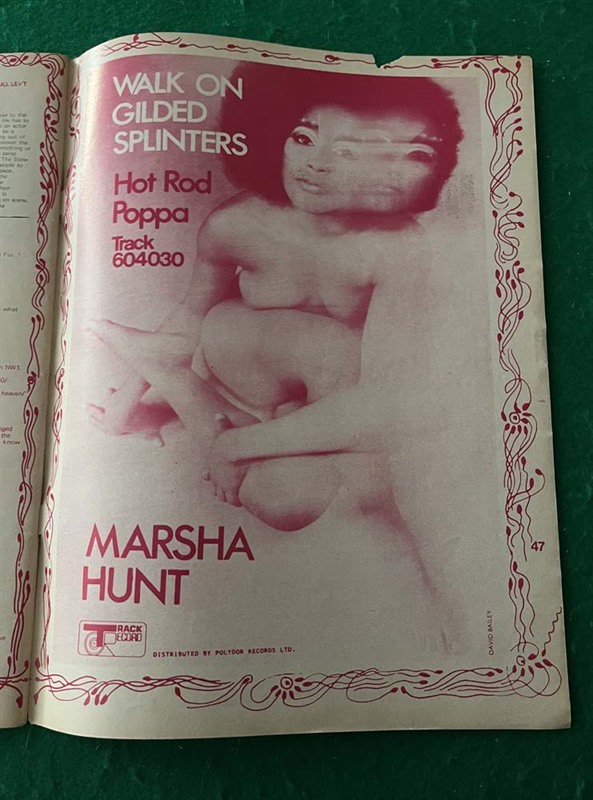 WALK ON
GILDED
SPLINTERS
Hot Rod
Poppa
Track
604030
MARSHA
HUNT
TRACK
RECORD
DISTRIBUTED BY POLYDOR RECORDS LTD.
DAVID BAILEY
47